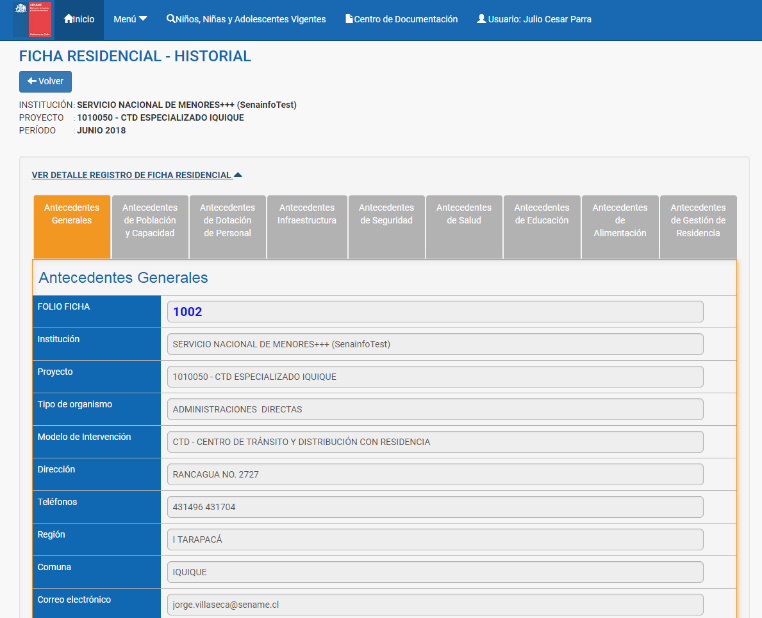 SENAME
Inicio
Menú
Niños, Niñas y Adolescentes Vigentes
Centro de Documentación
Usuario: Julio Cesar Parra
FICHA RESIDENCIAL - HISTORIAL
Volver
INSTITUCIÓN: SERVICIO NACIONAL DE MENORES+++ (SenainfoTest)
PROYECTO : 1010050 - CTD ESPECIALIZADO IQUIQUE
PERÍODO : JUNIO 2018
VER DETALLE REGISTRO DE FICHA RESIDENCIAL
Antecedentes Generales
Antecedentes de Población y Capacidad
Antecedentes de Dotación de Personal
Antecedentes Infraestructura
Antecedentes de Seguridad
Antecedentes de Salud
Antecedentes de Educación
Antecedentes de Alimentación
Antecedentes de Gestión de Residencia
Antecedentes Generales
FOLIO FICHA 1002
Institución SERVICIO NACIONAL DE MENORES+++ (SenainfoTest)
Proyecto 1010050 - CTD ESPECIALIZADO IQUIQUE
Tipo de organismo ADMINISTRACIONES DIRECTAS
Modelo de Intervención CTD - CENTRO DE TRÁNSITO Y DISTRIBUCIÓN CON RESIDENCIA
Dirección RANCAGUA NO. 2727
Teléfonos 431496 431704
Región I TARAPACÁ
Comuna IQUIQUE
Correo electrónico jorge.villaseca@sename.cl